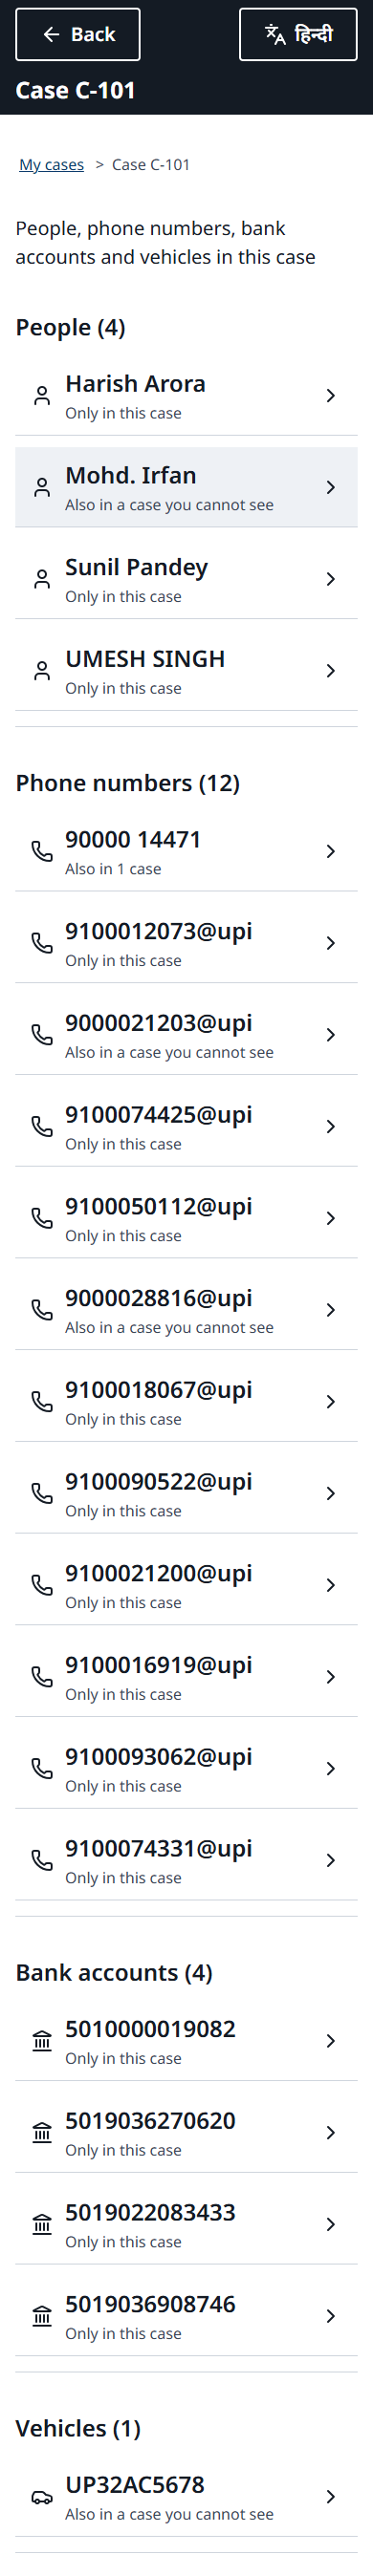 Back
हिन्दी
Case C-101
My cases > Case C-101
People, phone numbers, bank
accounts and vehicles in this case
People (4)
Harish Arora
Only in this case
Mohd. Irfan
Also in a case you cannot see
Sunil Pandey
Only in this case
UMESH SINGH
Only in this case
Phone numbers (12)
90000 14471
Also in 1 case
9100012073@upi
Only in this case
9000021203@upi
Also in a case you cannot see
9100074425@upi
Only in this case
9100050112@upi
Only in this case
9000028816@upi
Also in a case you cannot see
9100018067@upi
Only in this case
9100090522@upi
Only in this case
9100021200@upi
Only in this case
9100016919@upi
Only in this case
9100093062@upi
Only in this case
9100074331@upi
Only in this case
Bank accounts (4)
5010000019082
Only in this case
5019036270620
Only in this case
5019022083433
Only in this case
5019036908746
Only in this case
Vehicles (1)
UP32AC5678
Also in a case you cannot see